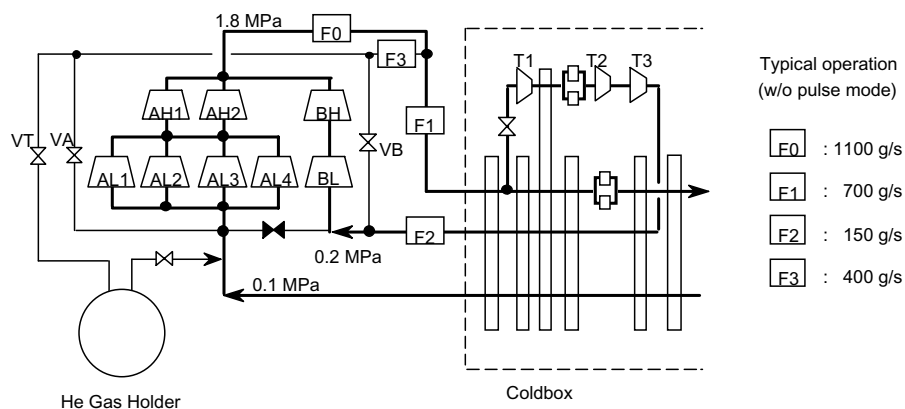 1.8 MPa
F0
F3
T1
T2
T3
VT
VA
AH1
AH2
BH
F1
VB
AL1
AL2
AL3
AL4
BL
F2
0.2 MPa
0.1 MPa
He Gas Holder
Coldbox
Typical operation
(w/o pulse mode)
F0 : 1100 g/s
F1 : 700 g/s
F2 : 150 g/s
F3 : 400 g/s